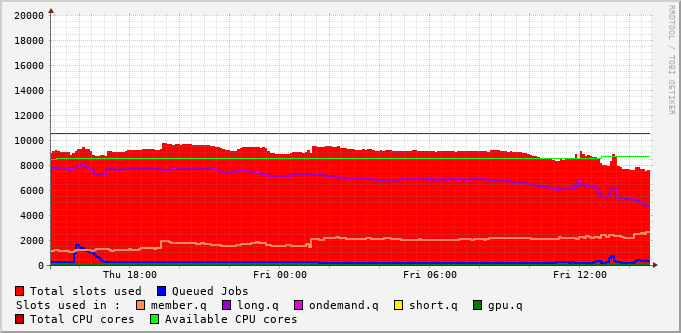 20000
18000
16000
14000
12000
10000
8000
6000
4000
2000
0
Thu 18:00 Fri 00:00 Fri 06:00 Fri 12:00
Total slots used Queued Jobs
Slots used in : member.q long.q ondemand.q short.q gpu.q
Total CPU cores Available CPU cores
RRDTOOL / TOBI OETIKER